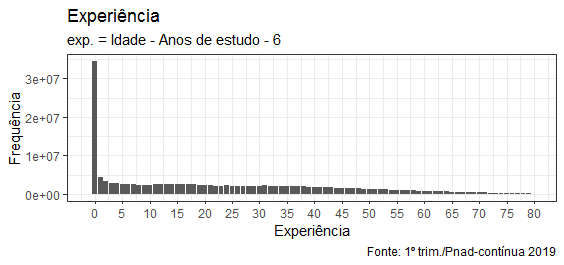 Experiência
exp. = Idade - Anos de estudo - 6
Frequência
3e+07
2e+07
1e+07
0e+00
0 5 10 15 20 25 30 35 40 45 50 55 60 65 70 75 80
Experiência
Fonte: 1º trim./Pnad-contínua 2019